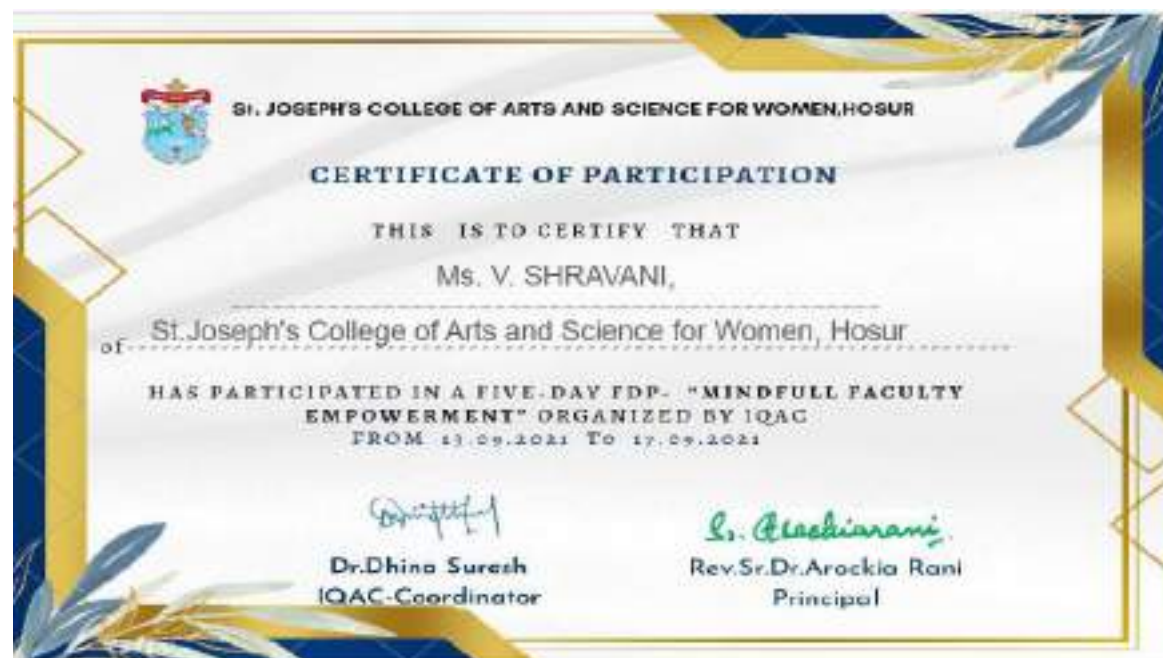 St. JOSEPH'S COLLEGE OF ARTS AND SCIENCE FOR WOMEN,HOSUR
CERTIFICATE OF PARTICIPATION
THIS IS TO CERTIFY THAT
Ms. V. SHRAVANI,
of St.Joseph's College of Arts and Science for Women, Hosur
HAS PARTICIPATED IN A FIVE-DAY FDP- "MINDFULL FACULTY
EMPOWERMENT" ORGANIZED BY IQAC
FROM 13.09.2021 To 17.09.2021
Dr.Dhina Suresh Rev.Sr.Dr.Arockia Rani
IQAC-Coordinator Principal